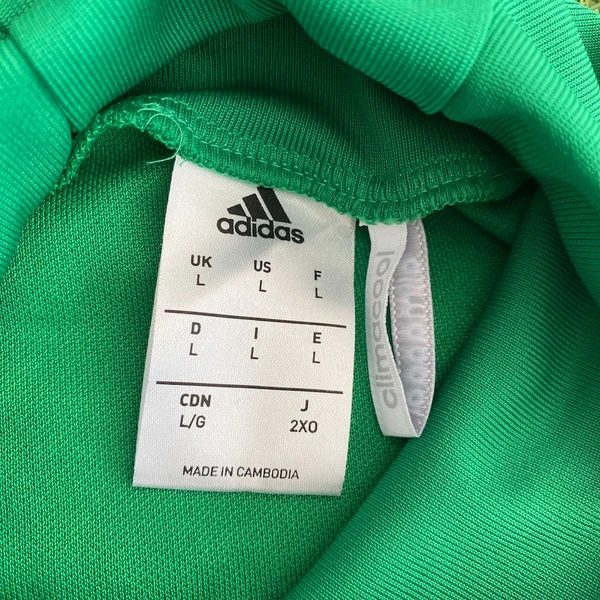 adidas
UK US F
L L L
D I E
L L L
CDN J
L/G 2XO
MADE IN CAMBODIA
climacool